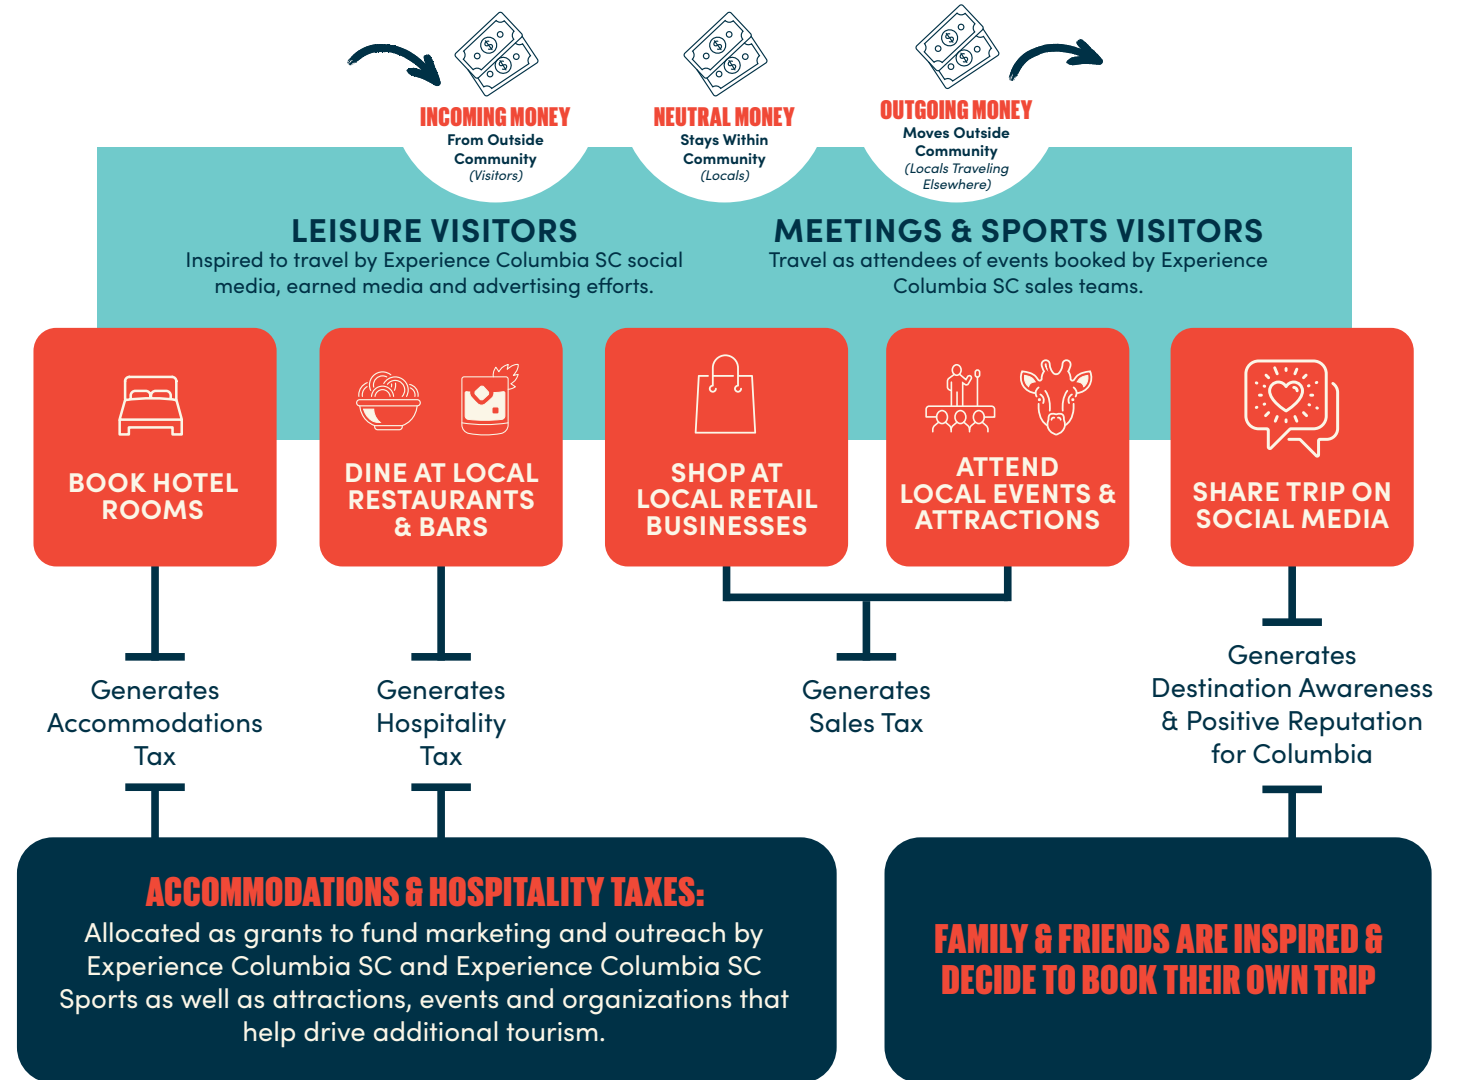 INCOMING MONEY
From Outside
Community
(Visitors)
NEUTRAL MONEY
Stays Within
Community
(Locals)
OUTGOING MONEY
Moves Outside
Community
(Locals Traveling
Elsewhere)
LEISURE VISITORS
Inspired to travel by Experience Columbia SC social
media, earned media and advertising efforts.
MEETINGS & SPORTS VISITORS
Travel as attendees of events booked by Experience
Columbia SC sales teams.
BOOK HOTEL
ROOMS
DINE AT LOCAL
RESTAURANTS
& BARS
SHOP AT
LOCAL RETAIL
BUSINESSES
ATTEND
LOCAL EVENTS &
ATTRACTIONS
SHARE TRIP ON
SOCIAL MEDIA
Generates
Accommodations
Tax
Generates
Hospitality
Tax
Generates
Sales Tax
Generates
Destination Awareness
& Positive Reputation
for Columbia
ACCOMMODATIONS & HOSPITALITY TAXES:
Allocated as grants to fund marketing and outreach by
Experience Columbia SC and Experience Columbia SC
Sports as well as attractions, events and organizations that
help drive additional tourism.
FAMILY & FRIENDS ARE INSPIRED &
DECIDE TO BOOK THEIR OWN TRIP